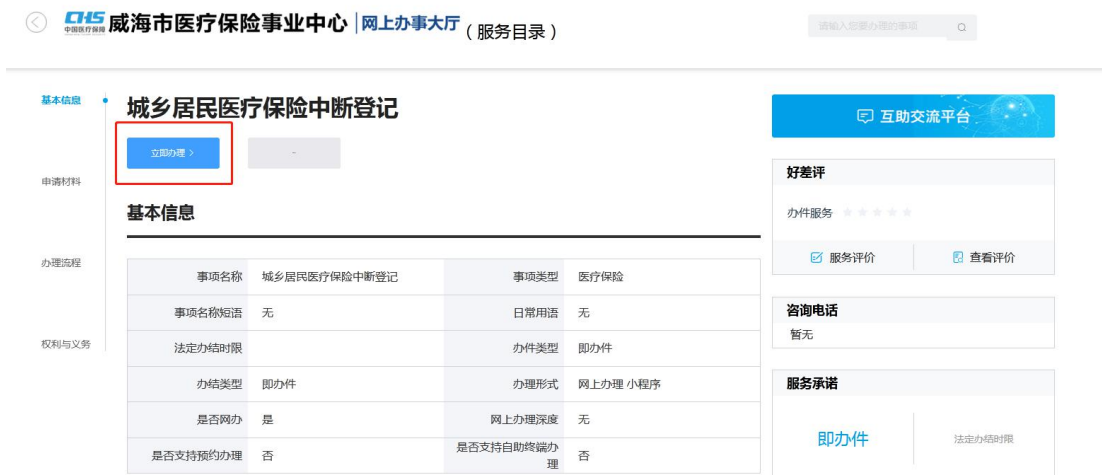 CHS 中国医疗保障 威海市医疗保险事业中心 | 网上办事大厅 （服务目录）
请输入您要办理的事项
基本信息
申请材料
办理流程
权利与义务
城乡居民医疗保险中断登记
立即办理 >
-
基本信息
事项名称 城乡居民医疗保险中断登记 事项类型 医疗保险
事项名称短语 无 日常用语 无
法定办结时限 办件类型 即办件
办结类型 即办件 办理形式 网上办理 小程序
是否网办 是 网上办理深度 无
是否支持预约办理 否 是否支持自助终端办
理 否
互助交流平台
好差评
办件服务
服务评价 查看评价
咨询电话
暂无
服务承诺
即办件 法定办结时限